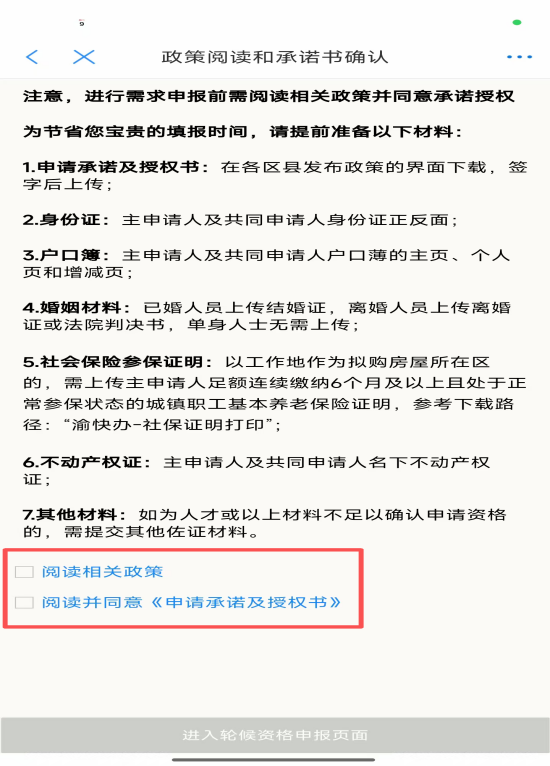 政策阅读和承诺书确认
注意，进行需求申报前需阅读相关政策并同意承诺授权
为节省您宝贵的填报时间，请提前准备以下材料：
1.申请承诺及授权书：在各区县发布政策的界面下载，签
字后上传；
2.身份证：主申请人及共同申请人身份证正反面；
3.户口簿：主申请人及共同申请人户口薄的主页、个人
页和增减页；
4.婚姻材料：已婚人员上传结婚证，离婚人员上传离婚
证或法院判决书，单身人士无需上传；
5.社会保险参保证明：以工作地作为拟购房屋所在区
的，需上传主申请人足额连续缴纳6个月及以上且处于正
常参保状态的城镇职工基本养老保险证明，参考下载路
径：“渝快办-社保证明打印”；
6.不动产权证：主申请人及共同申请人名下不动产权
证；
7.其他材料：如为人才或以上材料不足以确认申请资格
的，需提交其他佐证材料。
阅读相关政策
阅读并同意《申请承诺及授权书》
进入轮候资格申报页面